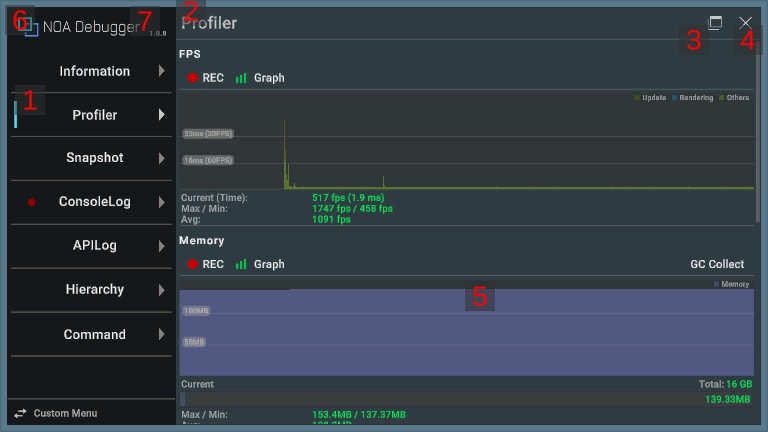 6 NOA Debugger 7 1.0.0
Information
1
Profiler
Snapshot
ConsoleLog
APILog
Hierarchy
Command
Custom Menu
2
Profiler
3 4
FPS
REC Graph
Update Rendering Others
33ms (30FPS)
16ms (60FPS)
Current (Time): 517 fps (1.9 ms)
Max / Min: 1747 fps / 458 fps
Avg: 1091 fps
Memory
REC Graph GC Collect
Memory
5
100MB
50MB
Current Total: 16 GB
139.33MB
Max / Min: 153.4MB / 137.37MB